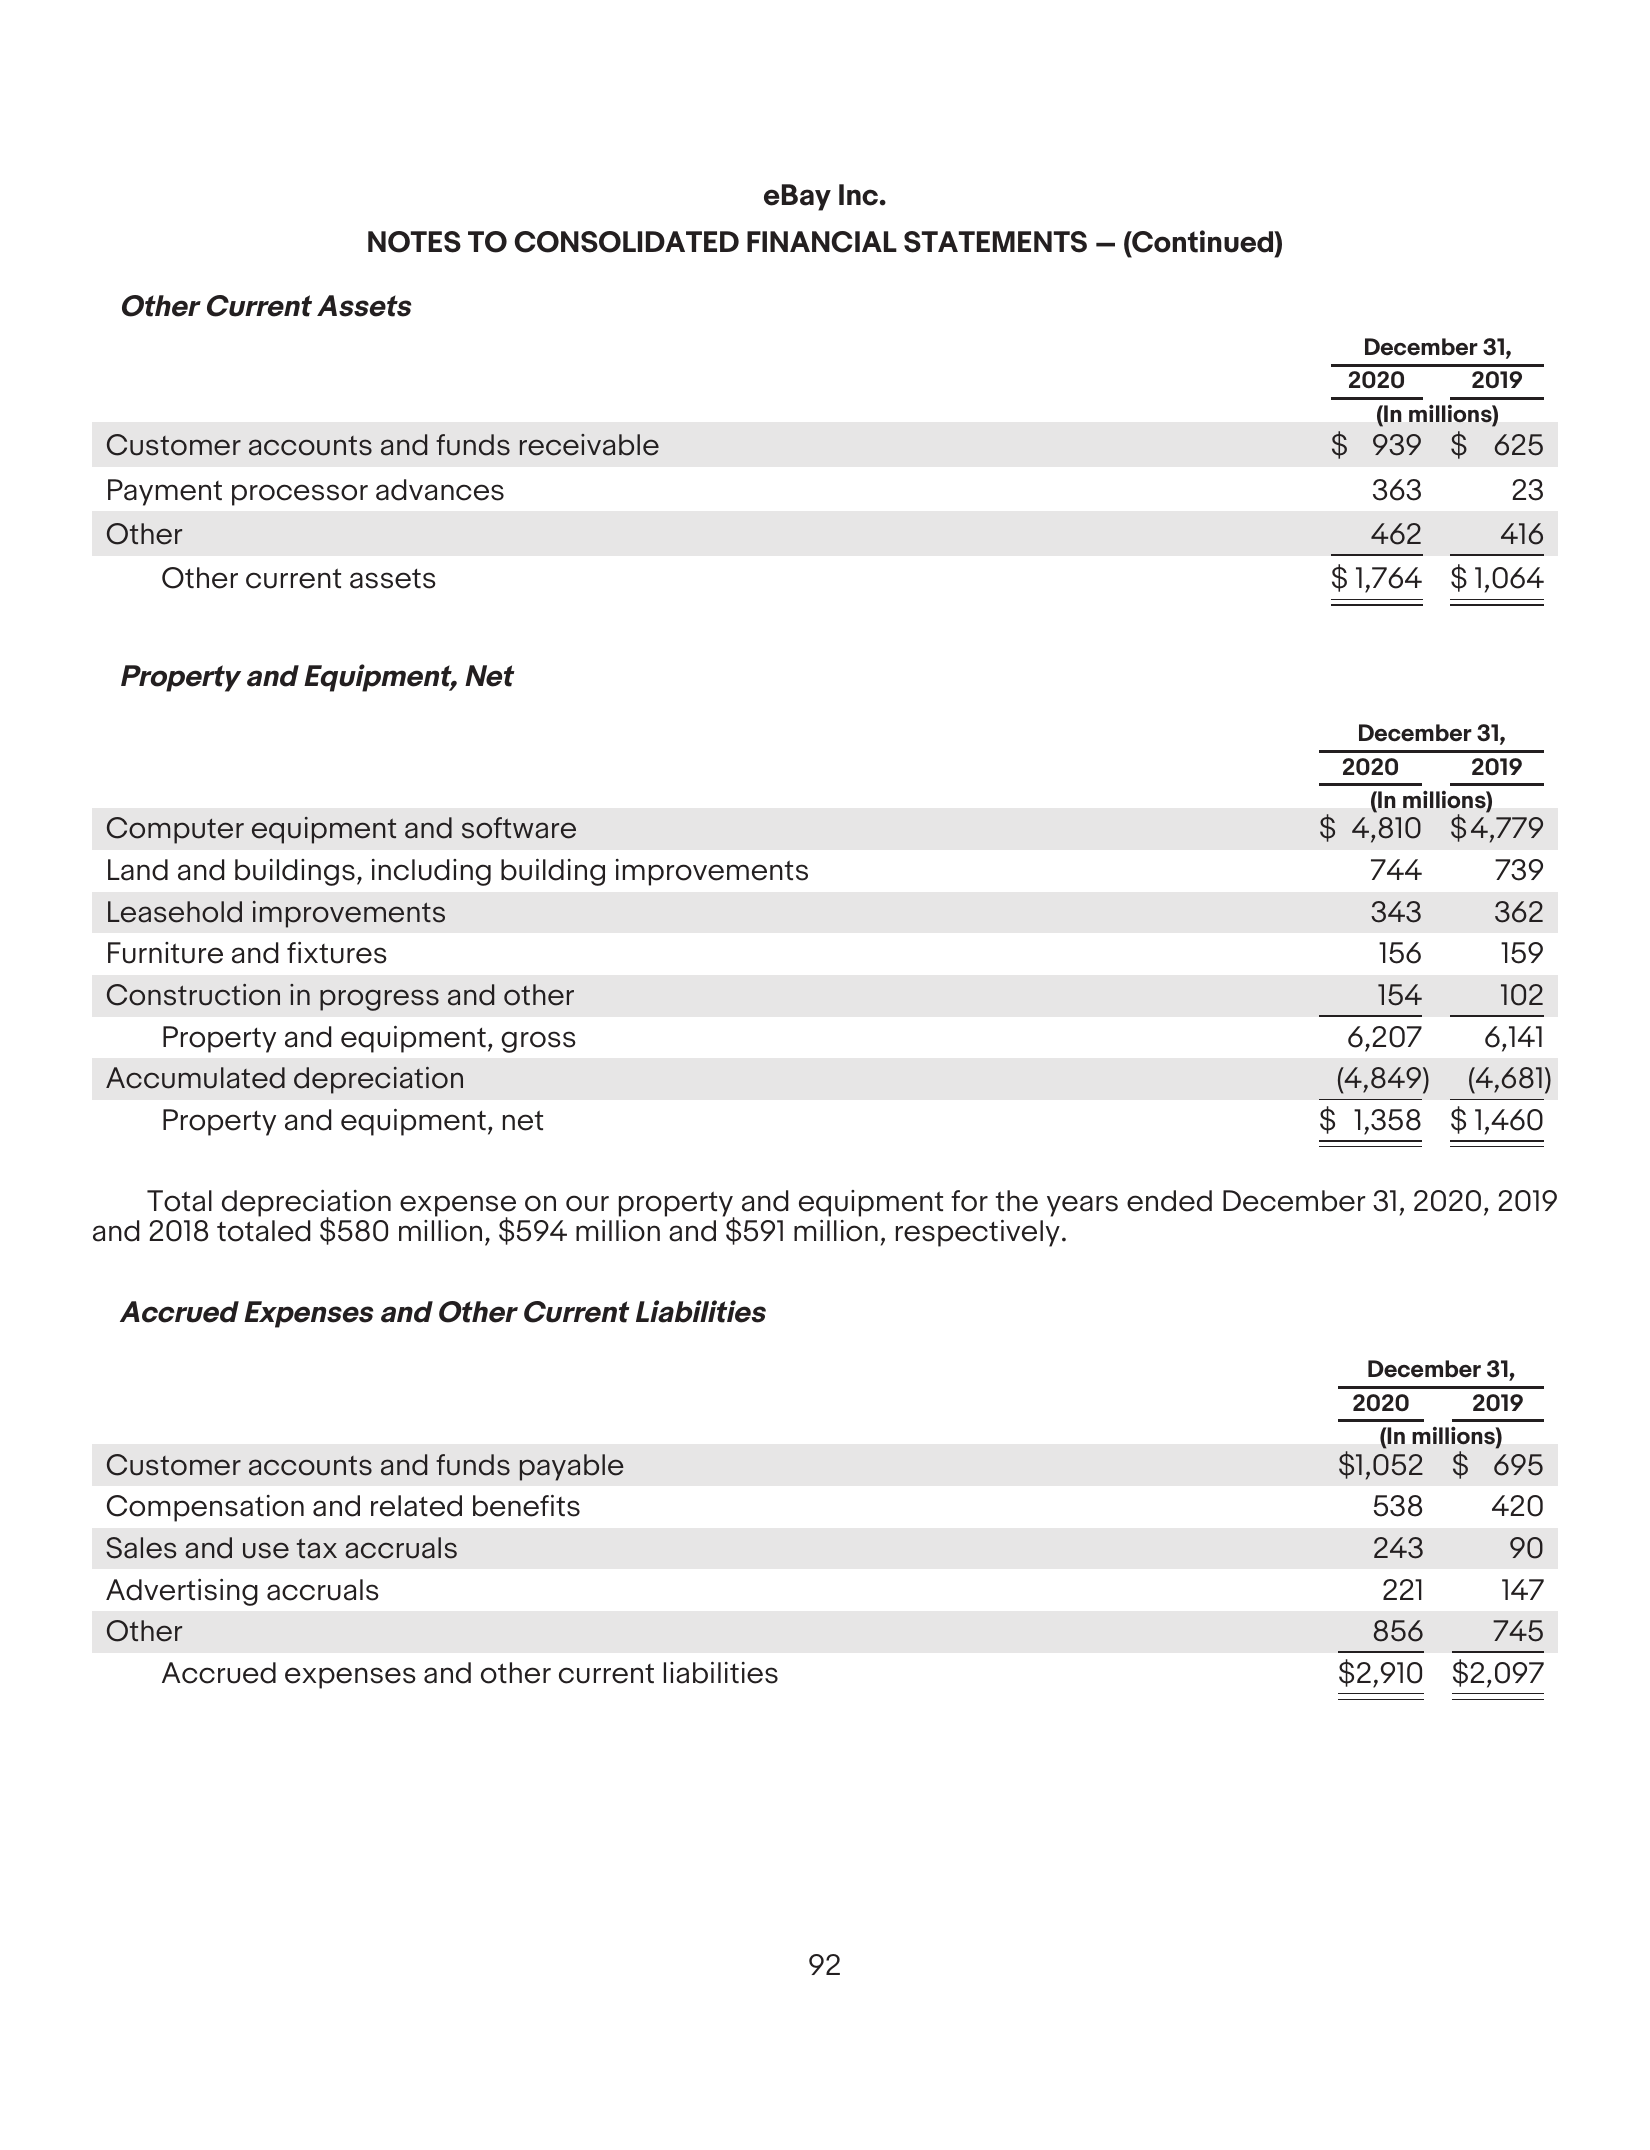 eBay Inc.
NOTES TO CONSOLIDATED FINANCIAL STATEMENTS — (Continued)
Other Current Assets
December 31,
2020 2019
(In millions)
Customer accounts and funds receivable $ 939 $ 625
Payment processor advances 363 23
Other 462 416
Other current assets $ 1,764 $ 1,064
Property and Equipment, Net
December 31,
2020 2019
(In millions)
Computer equipment and software $ 4,810 $4,779
Land and buildings, including building improvements 744 739
Leasehold improvements 343 362
Furniture and fixtures 156 159
Construction in progress and other 154 102
Property and equipment, gross 6,207 6,141
Accumulated depreciation (4,849) (4,681)
Property and equipment, net $ 1,358 $ 1,460
Total depreciation expense on our property and equipment for the years ended December 31, 2020, 2019
and 2018 totaled $580 million, $594 million and $591 million, respectively.
Accrued Expenses and Other Current Liabilities
December 31,
2020 2019
(In millions)
Customer accounts and funds payable $1,052 $ 695
Compensation and related benefits 538 420
Sales and use tax accruals 243 90
Advertising accruals 221 147
Other 856 745
Accrued expenses and other current liabilities $2,910 $2,097
92